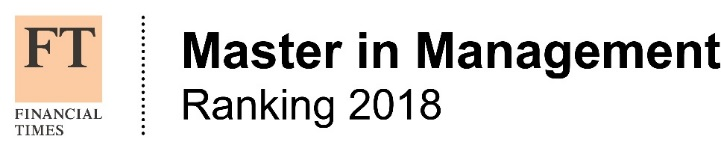 FT
FINANCIAL
TIMES
Master in Management
Ranking 2018